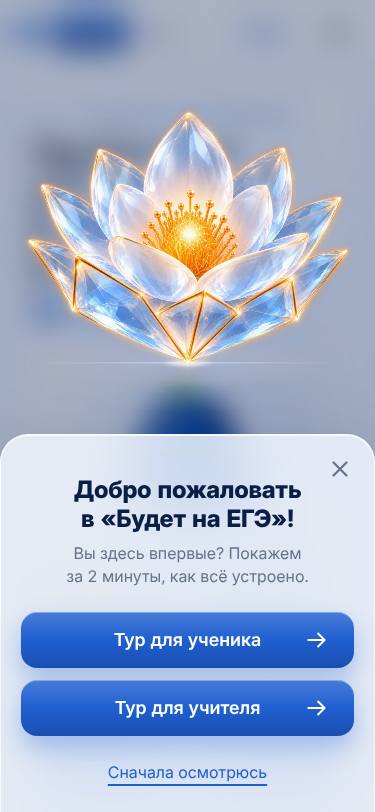 Добро пожаловать
в «Будет на ЕГЭ»!
Вы здесь впервые? Покажем
за 2 минуты, как всё устроено.
Тур для ученика
Тур для учителя
Сначала осмотрюсь